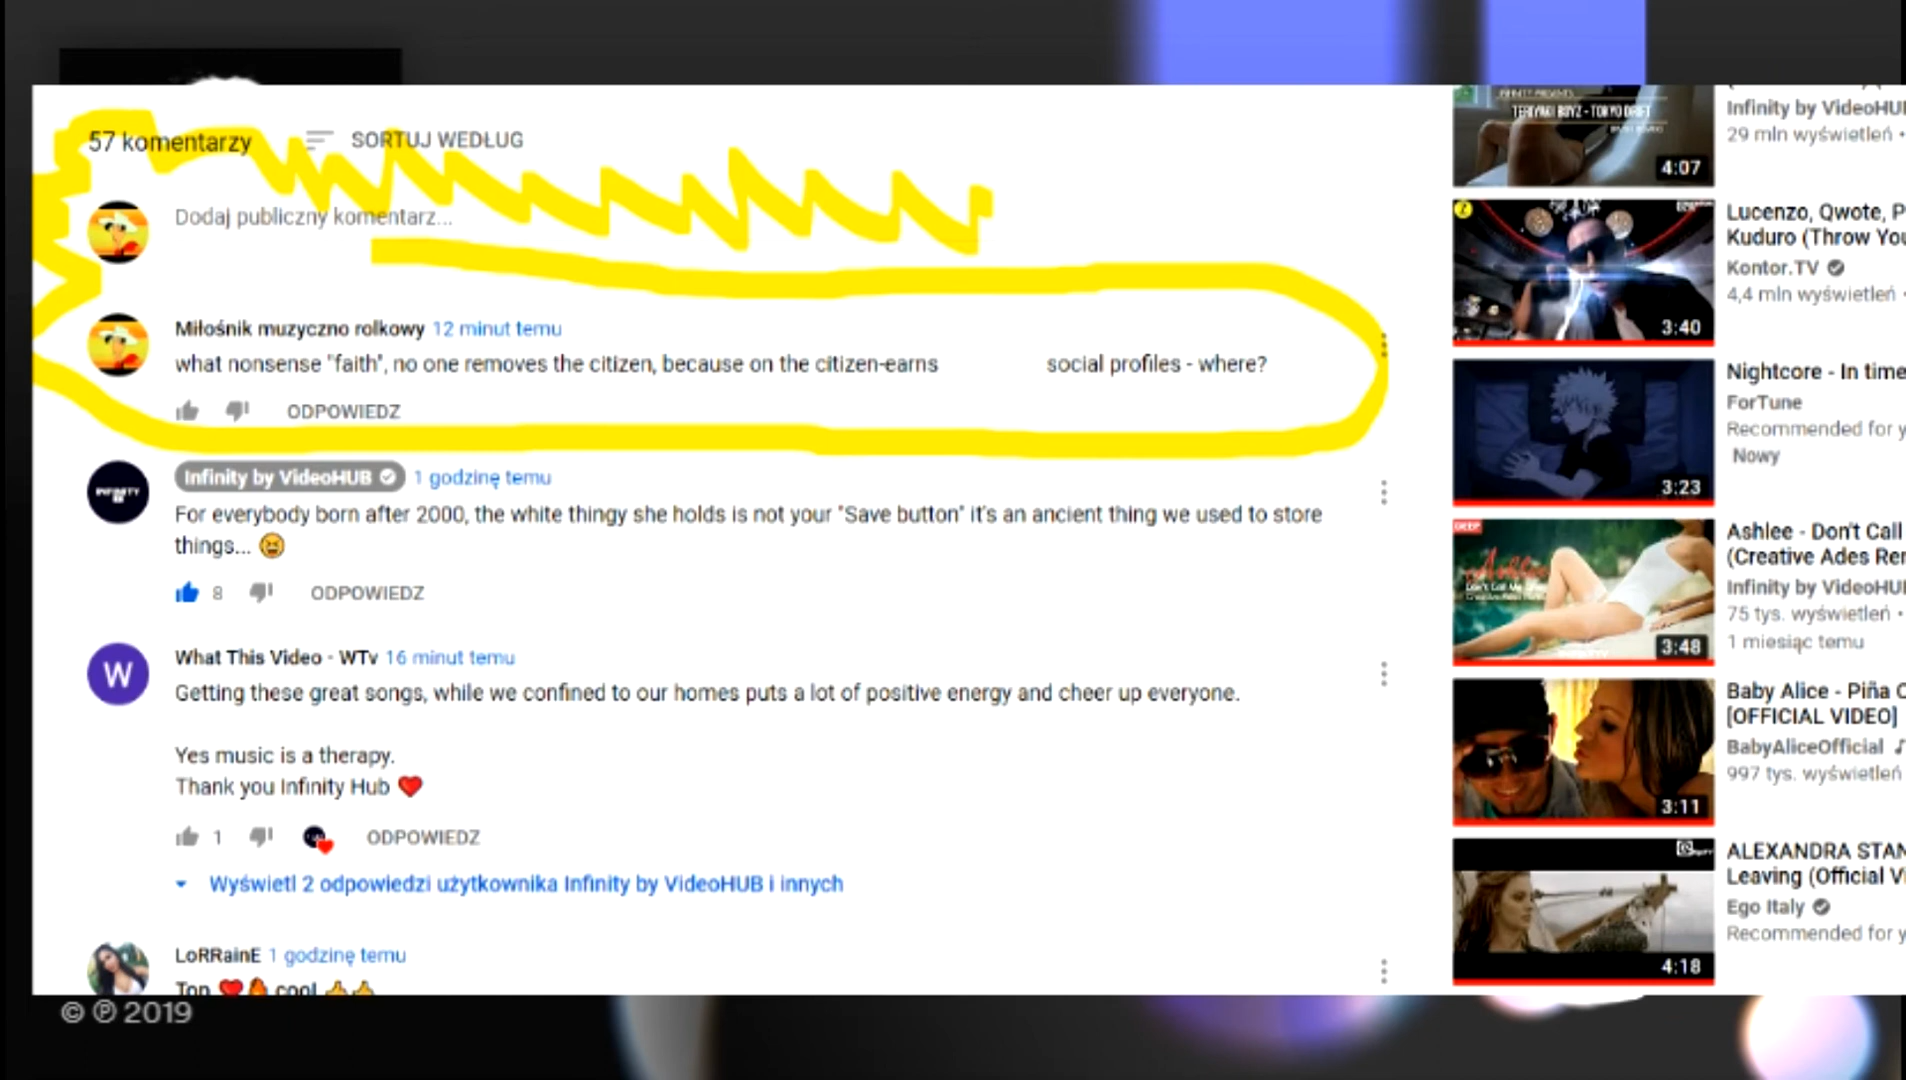 57 komentarzy
SORTUJ WEDŁUG
Dodaj publiczny komentarz...
Miłośnik muzyczno rolkowy 12 minut temu
what nonsense "faith", no one removes the citizen, because on the citizen-earns social profiles - where?
ODPOWIEDZ
Infinity by VideoHUB 1 godzinę temu
For everybody born after 2000, the white thingy she holds is not your "Save button" it's an ancient thing we used to store
things... 😆
8 ODPOWIEDZ
What This Video - WTv 16 minut temu
W
Getting these great songs, while we confined to our homes puts a lot of positive energy and cheer up everyone.
Yes music is a therapy.
Thank you Infinity Hub ❤️
1 ODPOWIEDZ
Wyświetl 2 odpowiedzi użytkownika Infinity by VideoHUB i innych
LoRRainE 1 godzinę temu
Top ❤️🔥 cool 👍👍
© ℗ 2019
TERIYAKI BOYZ - TOKYO DRIFT
4:07
Infinity by VideoHU
29 mln wyświetleń •
3:40
Lucenzo, Qwote, P
Kuduro (Throw You
Kontor.TV
4,4 mln wyświetleń •
3:23
Nightcore - In time
ForTune
Recommended for y
Nowy
DEEP
Ashlee
3:48
Ashlee - Don't Call
(Creative Ades Rem
Infinity by VideoHU
75 tys. wyświetleń •
1 miesiąc temu
3:11
Baby Alice - Piña C
[OFFICIAL VIDEO]
BabyAliceOfficial ♪
997 tys. wyświetleń
4:18
ALEXANDRA STAN
Leaving (Official Vi
Ego Italy
Recommended for y